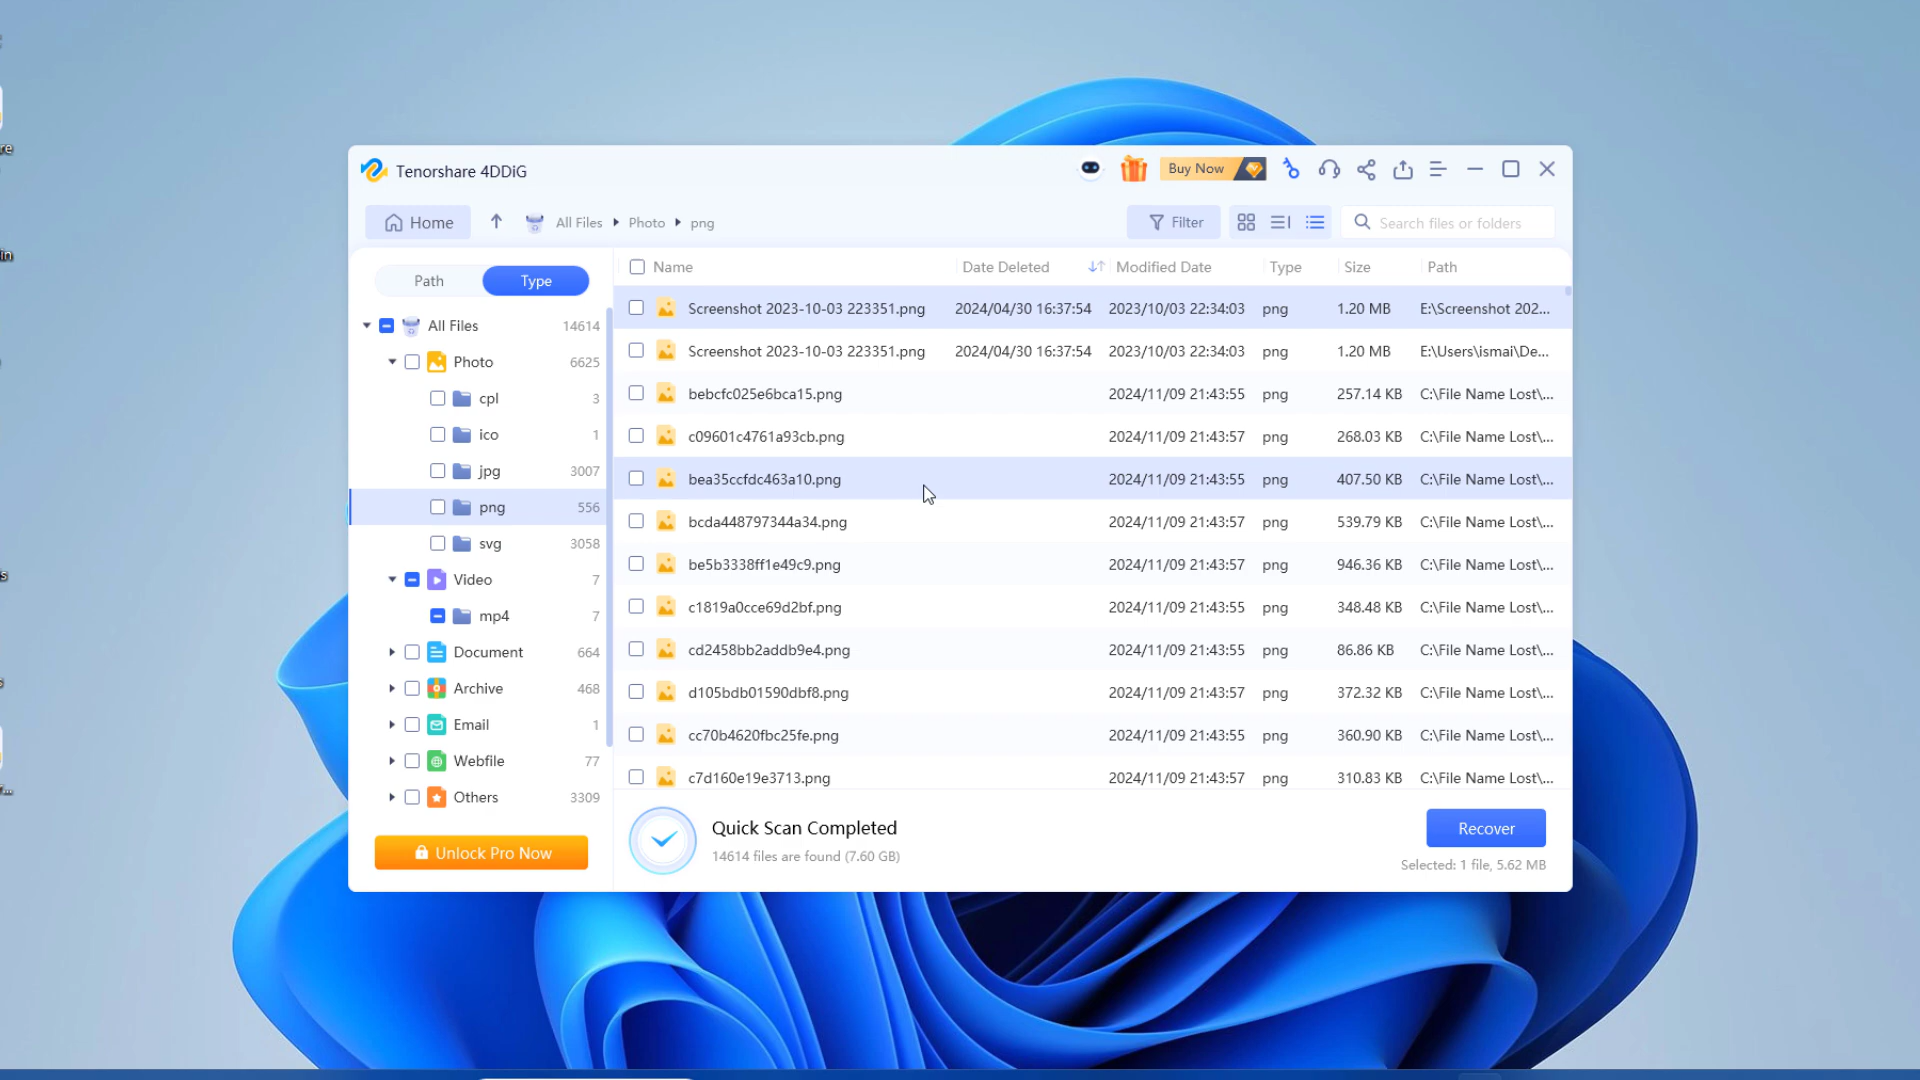 Tenorshare 4DDiG
Buy Now
Home
All Files
Photo
png
Filter
Search files or folders
Path
Type
All Files 14614
Photo 6625
cpl 3
ico 1
jpg 3007
png 556
svg 3058
Video 7
mp4 7
Document 664
Archive 468
Email 1
Webfile 77
Others 3309
Unlock Pro Now
Name Date Deleted Modified Date Type Size Path
Screenshot 2023-10-03 223351.png 2024/04/30 16:37:54 2023/10/03 22:34:03 png 1.20 MB E:\Screenshot 202...
Screenshot 2023-10-03 223351.png 2024/04/30 16:37:54 2023/10/03 22:34:03 png 1.20 MB E:\Users\ismai\De...
bebcfc025e6bca15.png 2024/11/09 21:43:55 png 257.14 KB C:\File Name Lost\...
c09601c4761a93cb.png 2024/11/09 21:43:57 png 268.03 KB C:\File Name Lost\...
bea35ccfdc463a10.png 2024/11/09 21:43:55 png 407.50 KB C:\File Name Lost\...
bcda448797344a34.png 2024/11/09 21:43:57 png 539.79 KB C:\File Name Lost\...
be5b3338ff1e49c9.png 2024/11/09 21:43:57 png 946.36 KB C:\File Name Lost\...
c1819a0cce69d2bf.png 2024/11/09 21:43:55 png 348.48 KB C:\File Name Lost\...
cd2458bb2addb9e4.png 2024/11/09 21:43:55 png 86.86 KB C:\File Name Lost\...
d105bdb01590dbf8.png 2024/11/09 21:43:57 png 372.32 KB C:\File Name Lost\...
cc70b4620fbc25fe.png 2024/11/09 21:43:55 png 360.90 KB C:\File Name Lost\...
c7d160e19e3713.png 2024/11/09 21:43:57 png 310.83 KB C:\File Name Lost\...
Quick Scan Completed
14614 files are found (7.60 GB)
Recover
Selected: 1 file, 5.62 MB